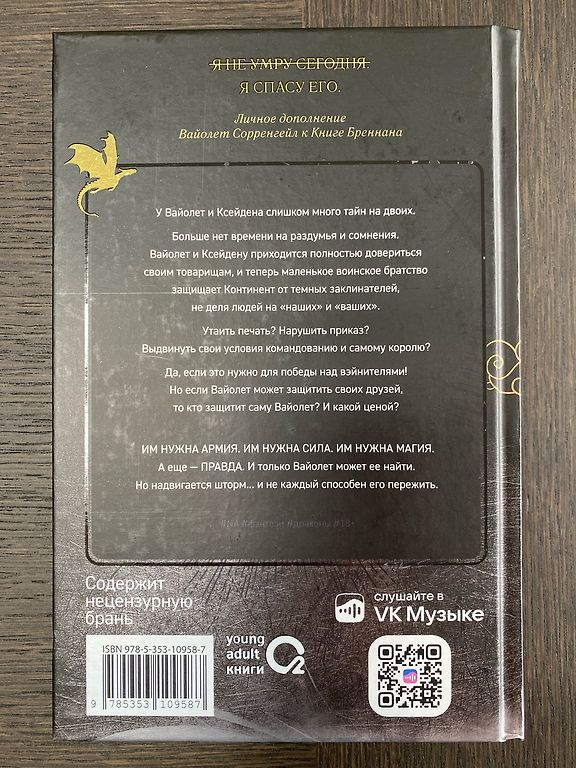 Я НЕ УМРУ СЕГОДНЯ.
Я СПАСУ ЕГО.
Личное дополнение
Вайолет Сорренгейл к Книге Бреннана
У Вайолет и Ксейдена слишком много тайн на двоих.
Больше нет времени на раздумья и сомнения.
Вайолет и Ксейдену приходится полностью довериться
своим товарищам, и теперь маленькое воинское братство
защищает Континент от темных заклинателей,
не деля людей на «наших» и «ваших».
Утаить печать? Нарушить приказ?
Выдвинуть свои условия командованию и самому королю?
Да, если это нужно для победы над вэйнителями!
Но если Вайолет может защитить своих друзей,
то кто защитит саму Вайолет? И какой ценой?
ИМ НУЖНА АРМИЯ. ИМ НУЖНА СИЛА. ИМ НУЖНА МАГИЯ.
А еще — ПРАВДА. И только Вайолет может ее найти.
Но надвигается шторм... и не каждый способен его пережить.
#NA #фэнтези #драконы #18+
Содержит
нецензурную
брань
слушайте в
VK Музыке
ISBN 978-5-353-10958-7
9 785353 109587
young
adult
книги
O2